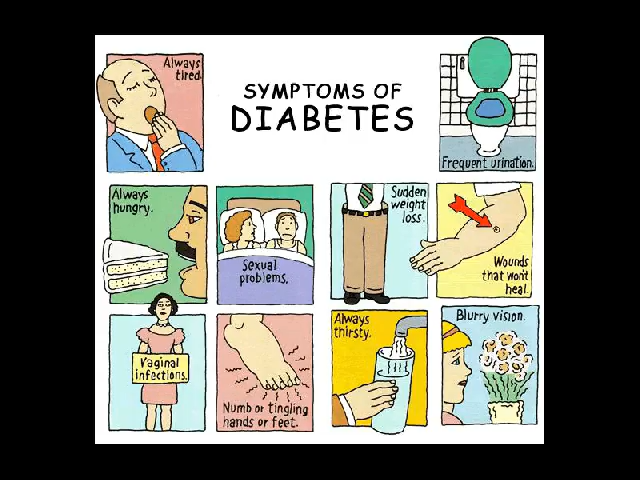 Always
tired.
SYMPTOMS OF
DIABETES
Frequent urination.
Always
hungry.
Sexual
problems.
Sudden
weight
loss.
Wounds
that won't
heal.
Vaginal
infections.
Numb or tingling
hands or feet.
Always
thirsty.
Blurry vision.